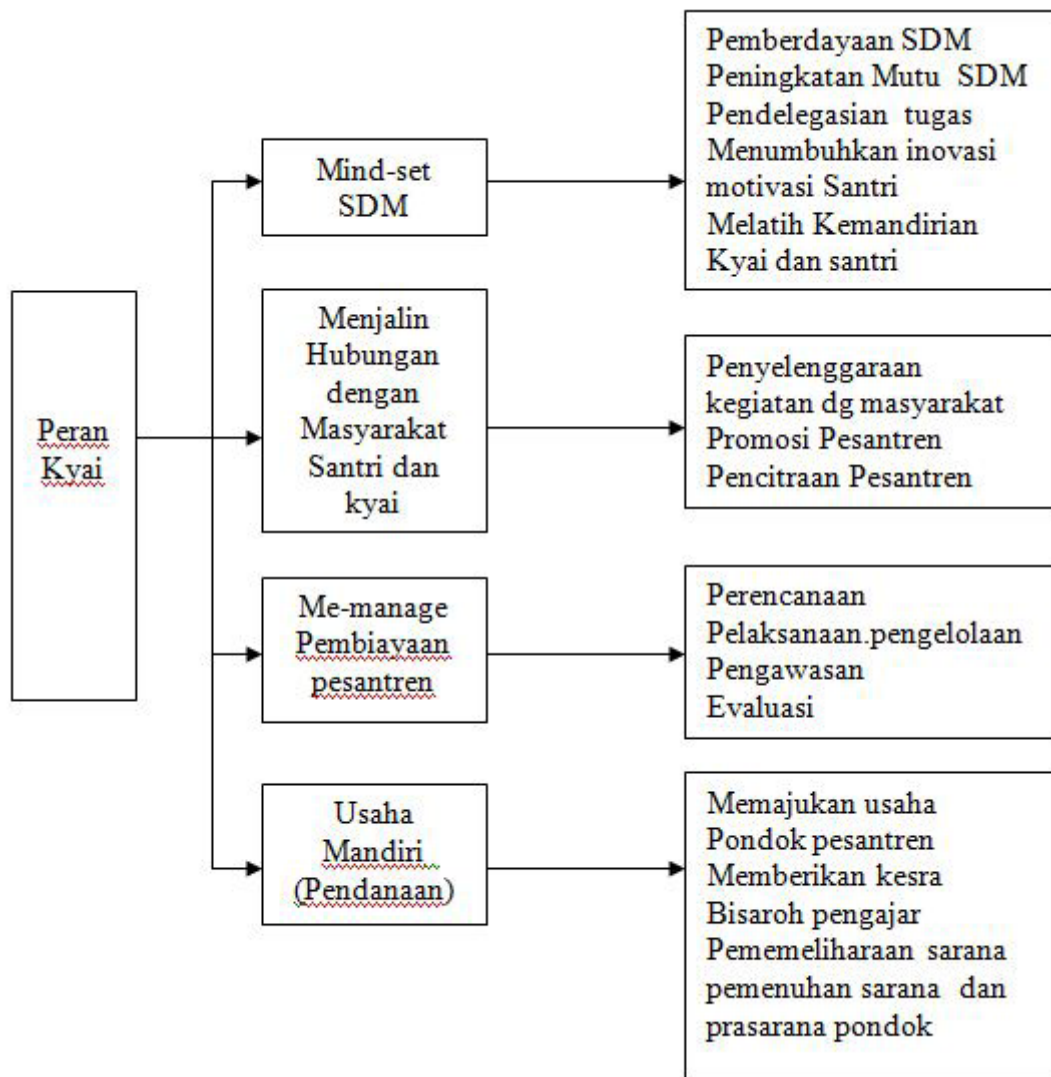 Peran
Kyai
Mind-set
SDM
Pemberdayaan SDM
Peningkatan Mutu SDM
Pendelegasian tugas
Menumbuhkan inovasi
motivasi Santri
Melatih Kemandirian
Kyai dan santri
Menjalin
Hubungan
dengan
Masyarakat
Santri dan
kyai
Penyelenggaraan
kegiatan dg masyarakat
Promosi Pesantren
Pencitraan Pesantren
Me-manage
Pembiayaan
pesantren
Perencanaan
Pelaksanaan.pengelolaan
Pengawasan
Evaluasi
Usaha
Mandiri
(Pendanaan)
Memajukan usaha
Pondok pesantren
Memberikan kesra
Bisaroh pengajar
Pememeliharaan sarana
pemenuhan sarana dan
prasarana pondok